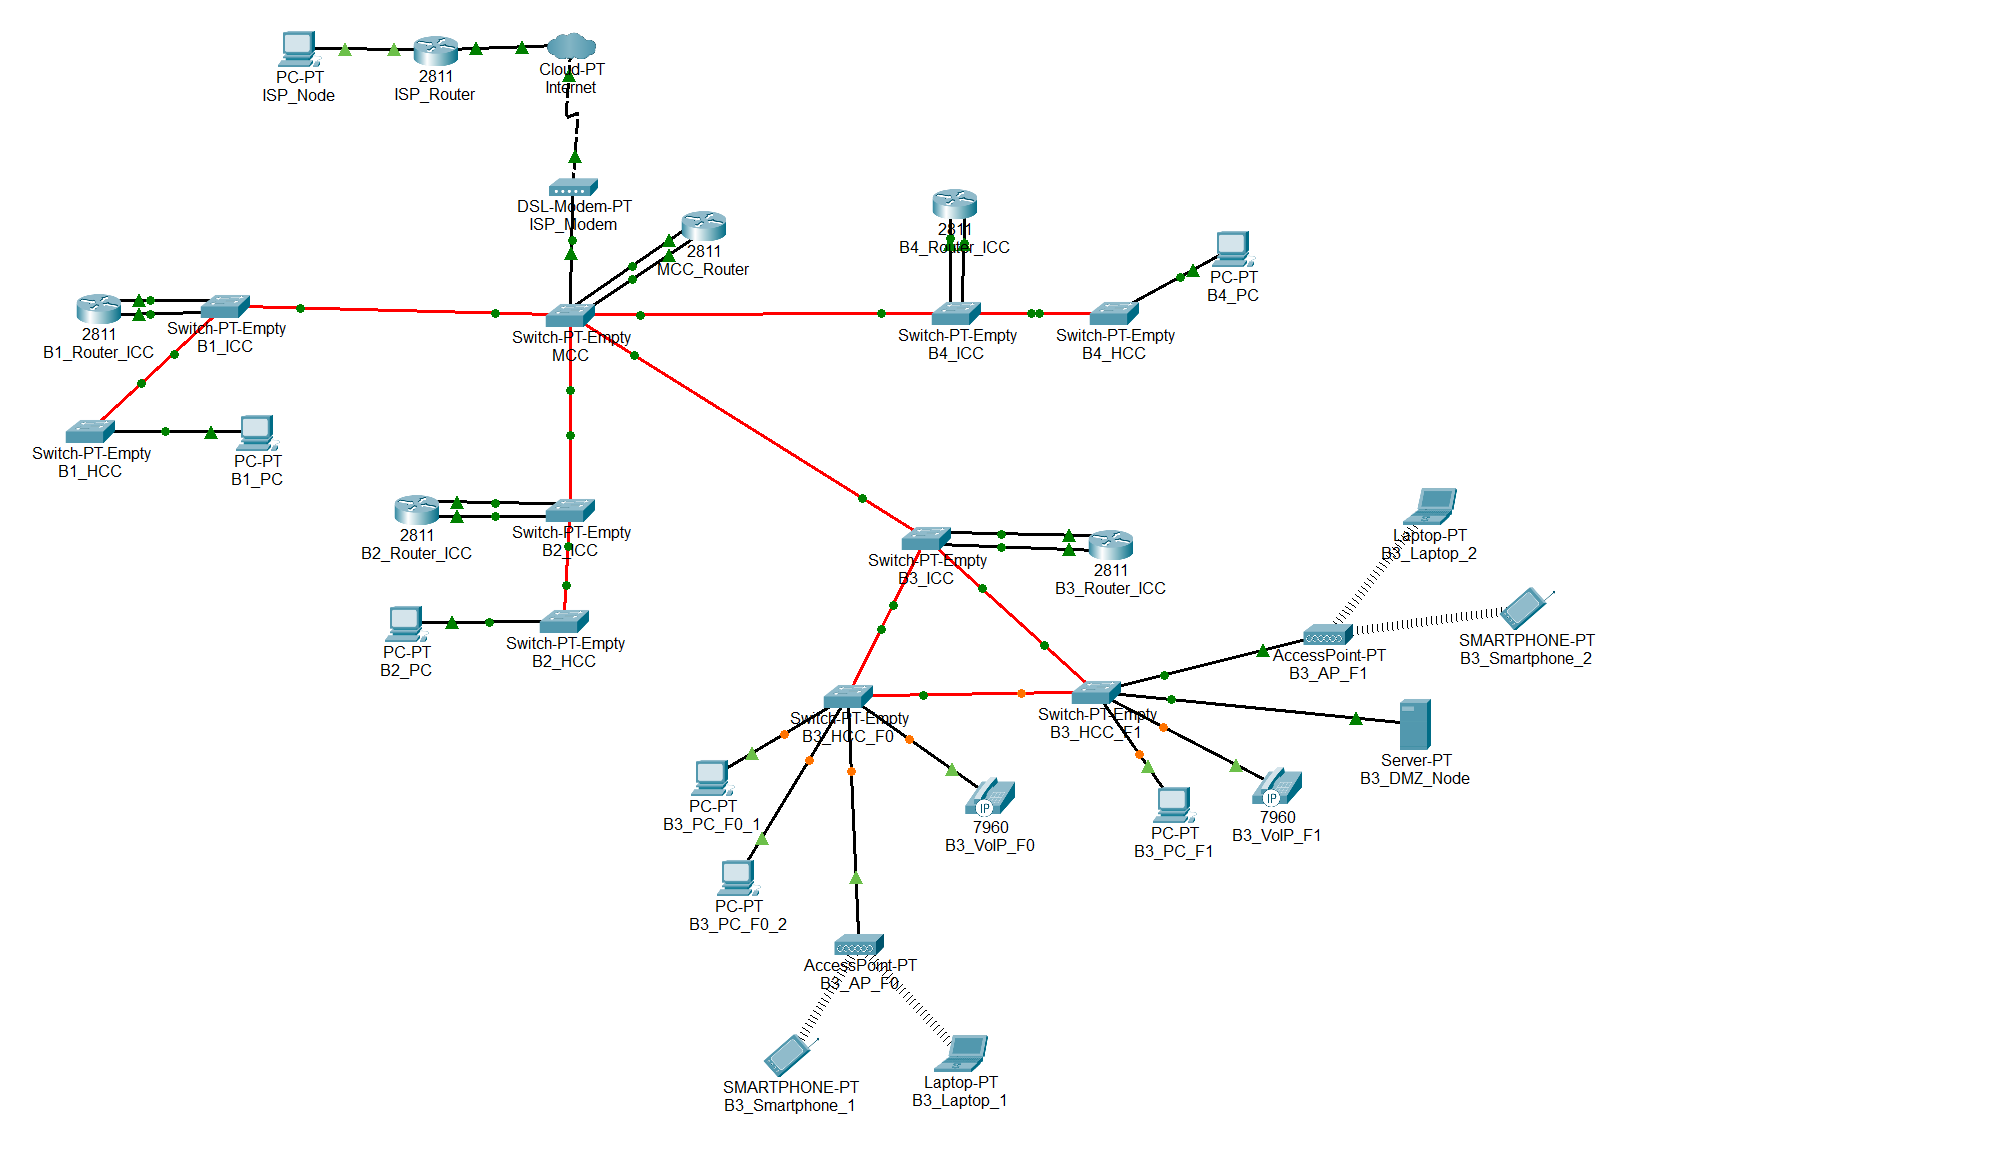 PC-PT
ISP_Node
2811
ISP_Router
Cloud-PT
Internet
DSL-Modem-PT
ISP_Modem
2811
MCC_Router
2811
B4_Router_ICC
PC-PT
B4_PC
2811
B1_Router_ICC
Switch-PT-Empty
B1_ICC
Switch-PT-Empty
MCC
Switch-PT-Empty
B4_ICC
Switch-PT-Empty
B4_HCC
Switch-PT-Empty
B1_HCC
PC-PT
B1_PC
2811
B2_Router_ICC
Switch-PT-Empty
B2_ICC
Switch-PT-Empty
B3_ICC
2811
B3_Router_ICC
Laptop-PT
B3_Laptop_2
PC-PT
B2_PC
Switch-PT-Empty
B2_HCC
SMARTPHONE-PT
B3_Smartphone_2
AccessPoint-PT
B3_AP_F1
Switch-PT-Empty
B3_HCC_F0
Switch-PT-Empty
B3_HCC_F1
Server-PT
B3_DMZ_Node
PC-PT
B3_PC_F0_1
IP
7960
B3_VoIP_F0
PC-PT
B3_PC_F1
IP
7960
B3_VoIP_F1
PC-PT
B3_PC_F0_2
AccessPoint-PT
B3_AP_F0
SMARTPHONE-PT
B3_Smartphone_1
Laptop-PT
B3_Laptop_1